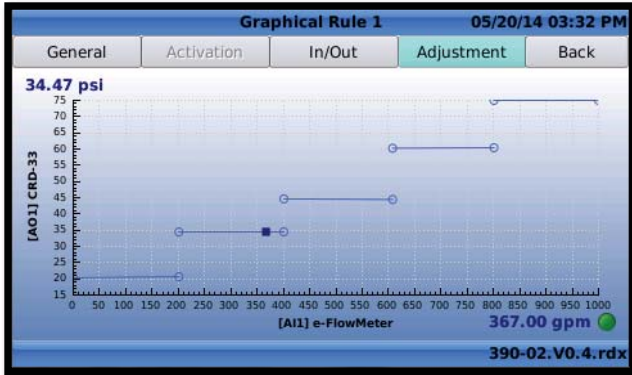 Graphical Rule 1 05/20/14 03:32 PM
General Activation In/Out Adjustment Back
34.47 psi
75
70
65
60
55
50
45
40
35
30
25
20
15
[AO1] CRD-33
0 50 100 150 200 250 300 350 400 450 500 550 600 650 700 750 800 850 900 950 1000
[AI1] e-FlowMeter
367.00 gpm
390-02.V0.4.rdx